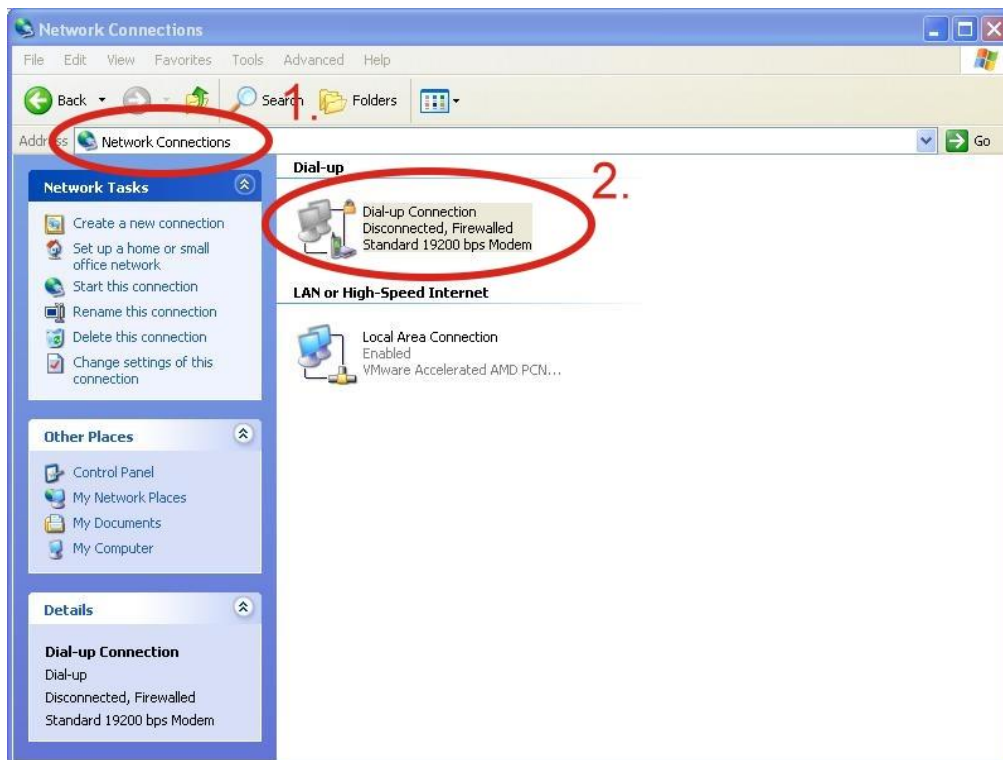 Network Connections
File Edit View Favorites Tools Advanced Help
Back Search Folders
1.
Address Network Connections Go
Network Tasks
Create a new connection
Set up a home or small
office network
Start this connection
Rename this connection
Delete this connection
Change settings of this
connection
Other Places
Control Panel
My Network Places
My Documents
My Computer
Details
Dial-up Connection
Dial-up
Disconnected, Firewalled
Standard 19200 bps Modem
Dial-up
2.
Dial-up Connection
Disconnected, Firewalled
Standard 19200 bps Modem
LAN or High-Speed Internet
Local Area Connection
Enabled
VMware Accelerated AMD PCN...